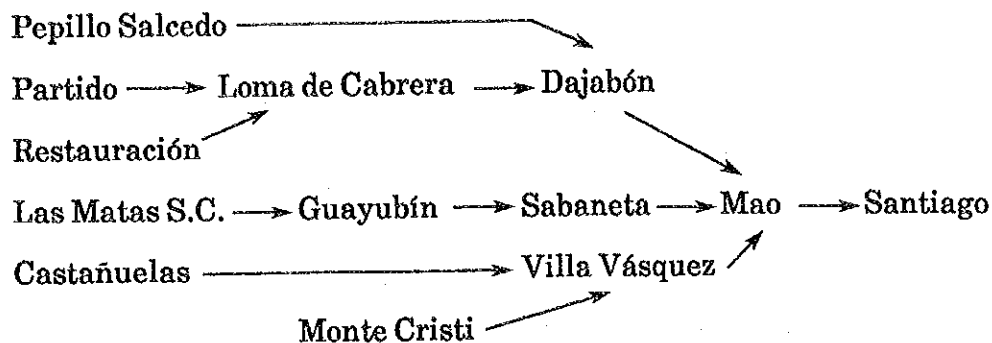 Pepillo Salcedo
Partido Loma de Cabrera Dajabón
Restauración
Las Matas S.C. Guayubín Sabaneta Mao Santiago
Castañuelas Villa Vásquez
Monte Cristi